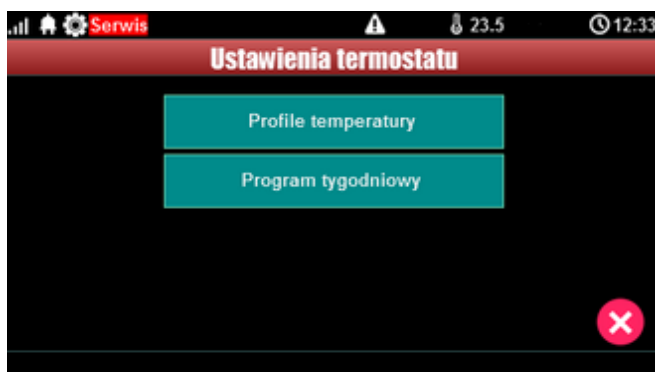 Serwis 23.5 12:33
Ustawienia termostatu
Profile temperatury
Program tygodniowy